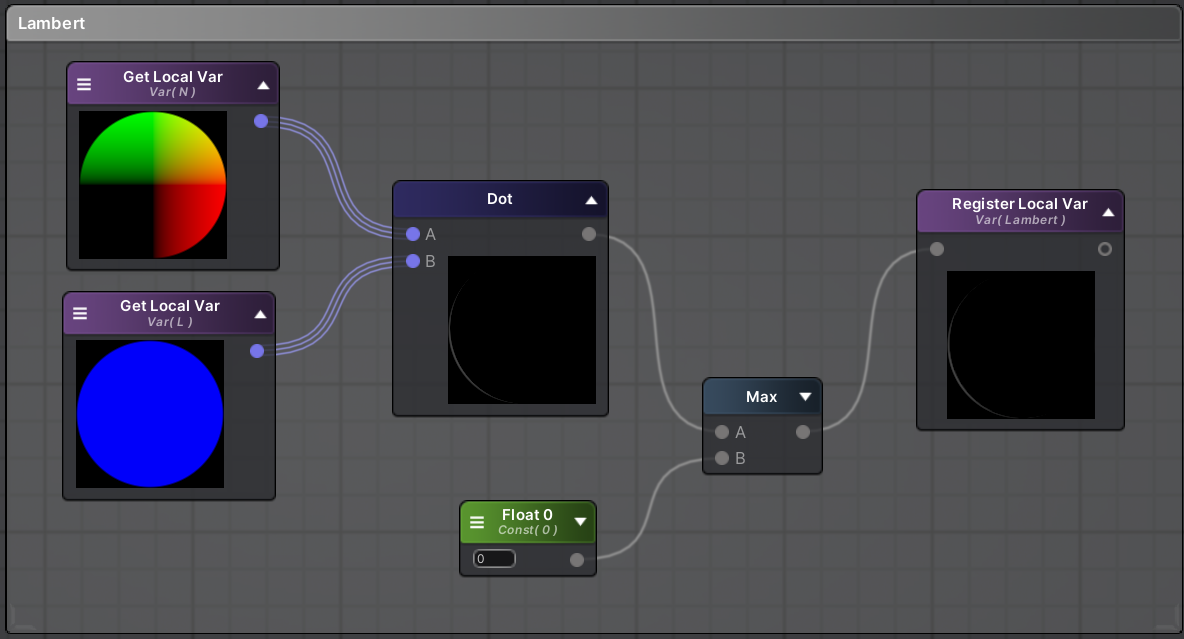 Lambert
Get Local Var
Var( N )
Dot
A
B
Register Local Var
Var( Lambert )
Get Local Var
Var( L )
Max
A
B
Float 0
Const( 0 )
0